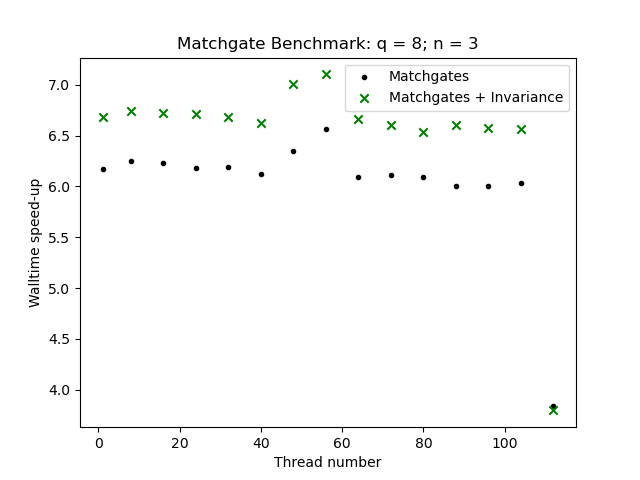 Matchgate Benchmark: q = 8; n = 3
Matchgates
Matchgates + Invariance
Walltime speed-up
7.0
6.5
6.0
5.5
5.0
4.5
4.0
0 20 40 60 80 100
Thread number